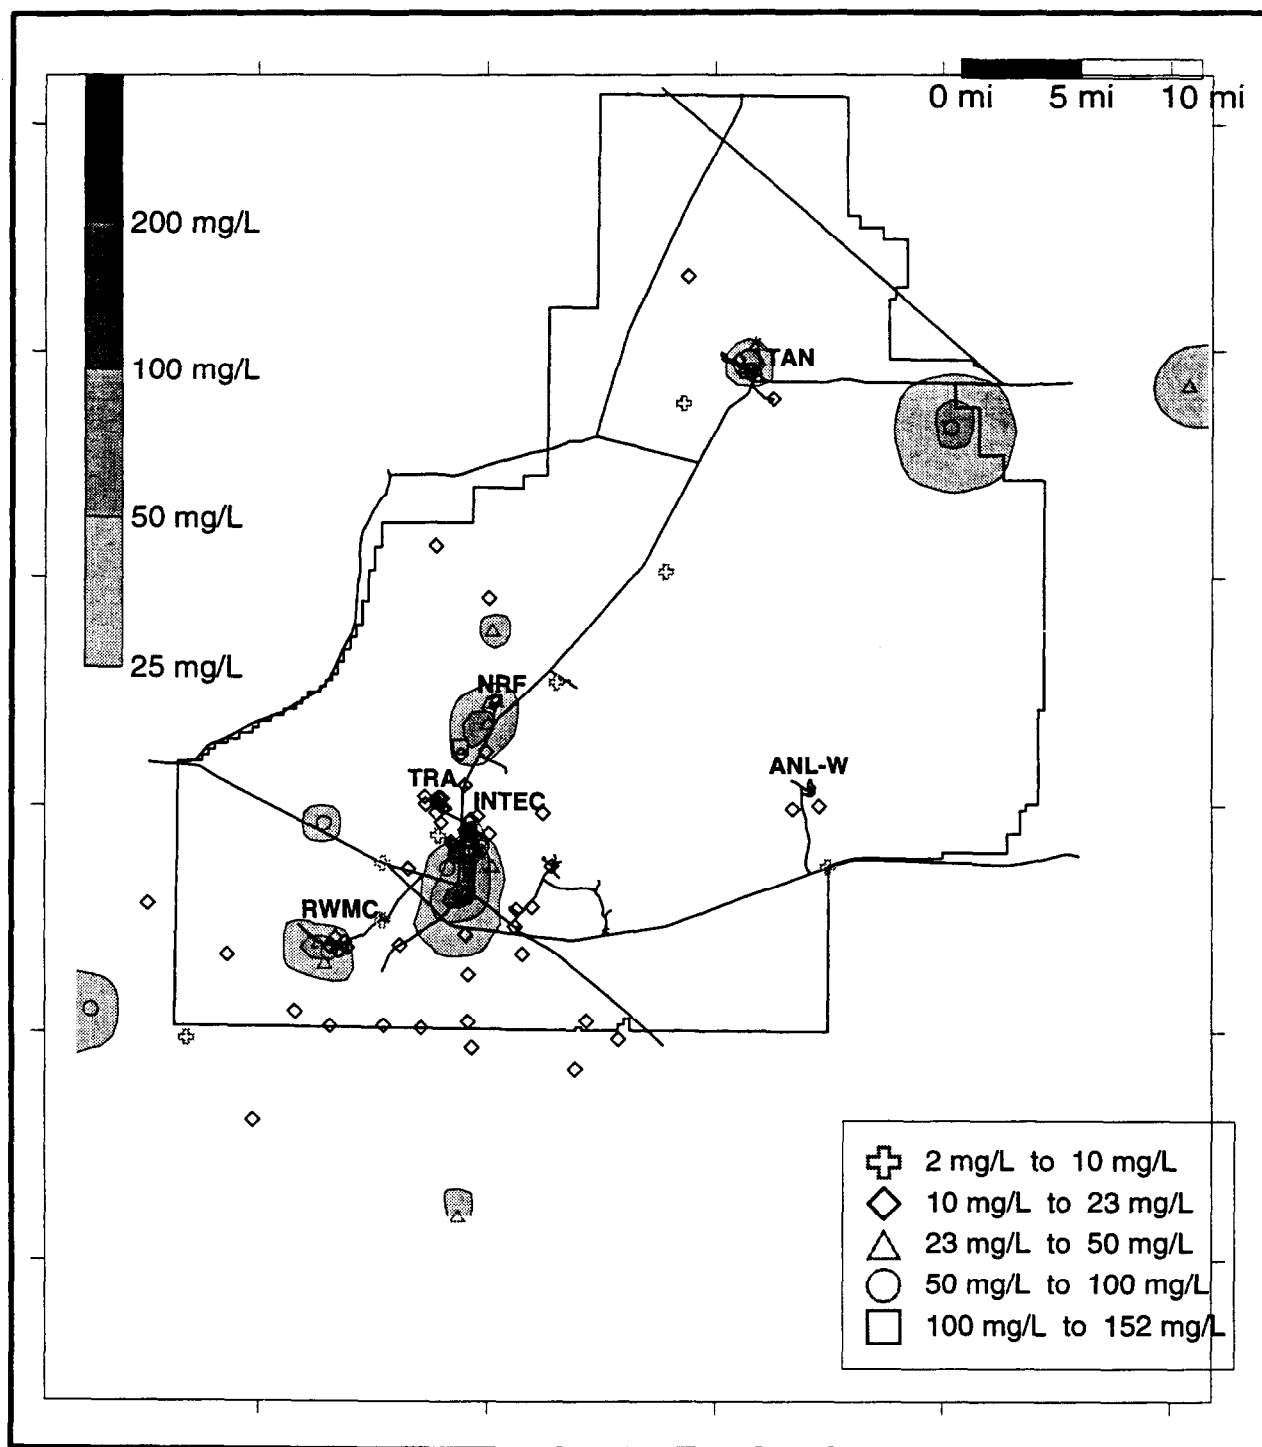 0 mi 5 mi 10 mi
200 mg/L
100 mg/L
50 mg/L
25 mg/L
TAN
NRF
TRA
INTEC
ANL-W
RWMC
2 mg/L to 10 mg/L
10 mg/L to 23 mg/L
23 mg/L to 50 mg/L
50 mg/L to 100 mg/L
100 mg/L to 152 mg/L